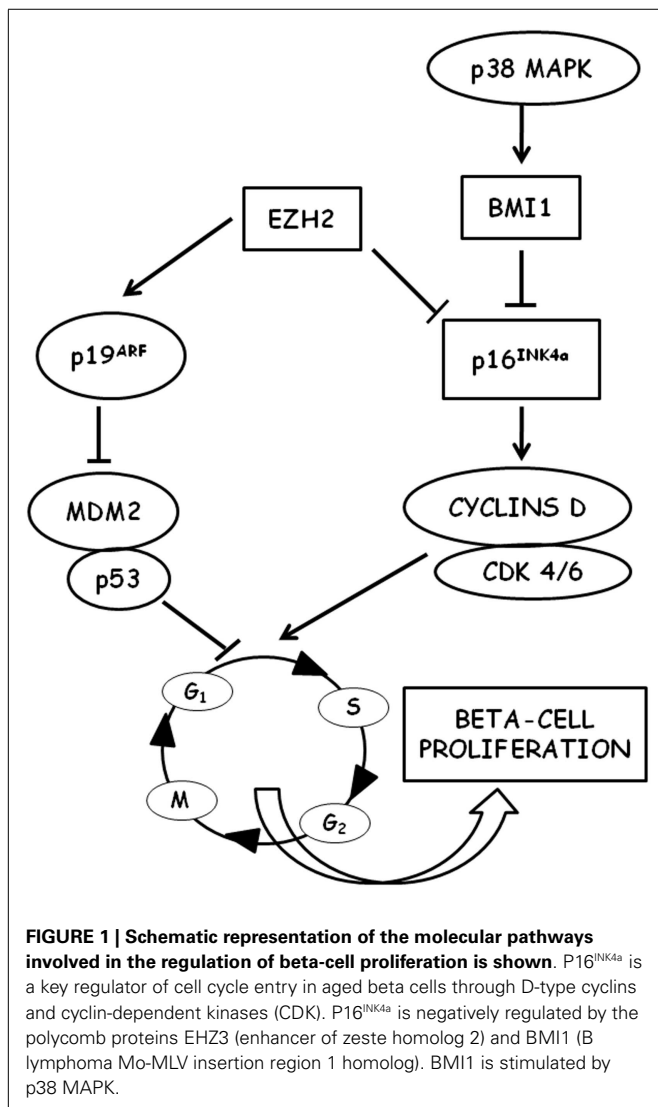 p38 MAPK
BMI1
EZH2
p19ARF
p16INK4a
MDM2
p53
CYCLINS D
CDK 4/6
G1
S
G2
M
BETA-CELL
PROLIFERATION
FIGURE 1 | Schematic representation of the molecular pathways
involved in the regulation of beta-cell proliferation is shown. P16INK4a is
a key regulator of cell cycle entry in aged beta cells through D-type cyclins
and cyclin-dependent kinases (CDK). P16INK4a is negatively regulated by the
polycomb proteins EHZ3 (enhancer of zeste homolog 2) and BMI1 (B
lymphoma Mo-MLV insertion region 1 homolog). BMI1 is stimulated by
p38 MAPK.